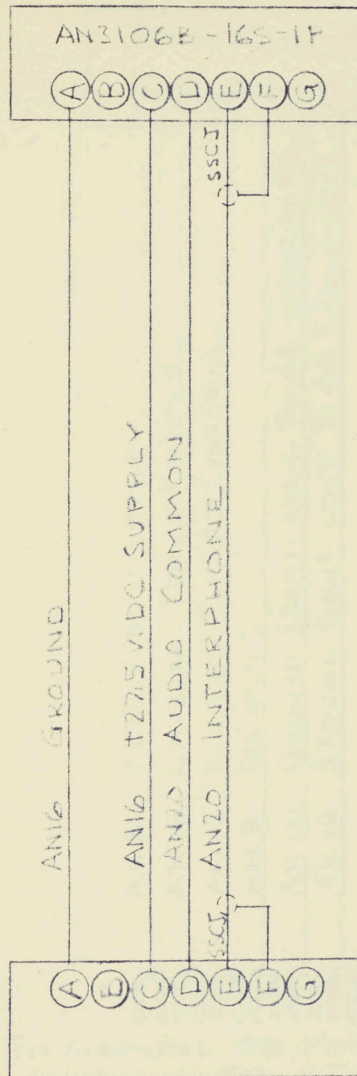 AN3106B-16S-1P
A B C D E F G
SSCJ
AN16 GROUND
AN16 +27.5 V. DC SUPPLY
AN20 AUDIO COMMON
AN20 INTERPHONE
SSCJ
A B C D E F G